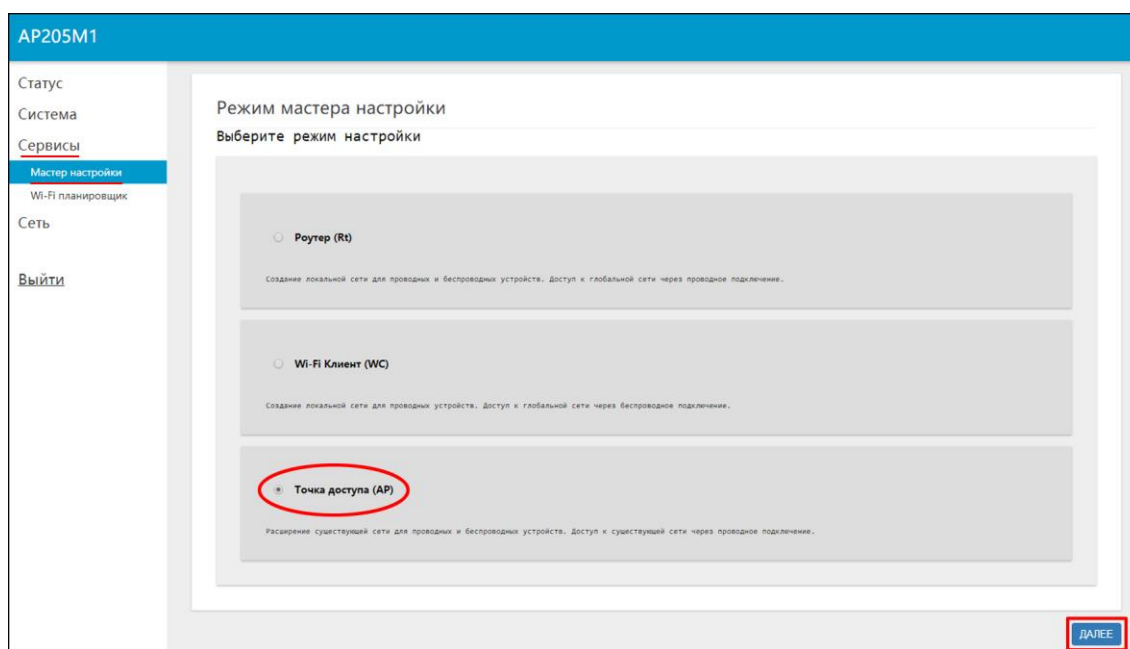 AP205M1
Статус
Система
Сервисы
Мастер настройки
Wi-Fi планировщик
Сеть
Выйти
Режим мастера настройки
Выберите режим настройки
Роутер (Rt)
Создание локальной сети для проводных и беспроводных устройств. Доступ к глобальной сети через проводное подключение.
Wi-Fi Клиент (WC)
Создание локальной сети для проводных устройств. Доступ к глобальной сети через беспроводное подключение.
Точка доступа (AP)
Расширение существующей сети для проводных и беспроводных устройств. Доступ к существующей сети через проводное подключение.
ДАЛЕЕ